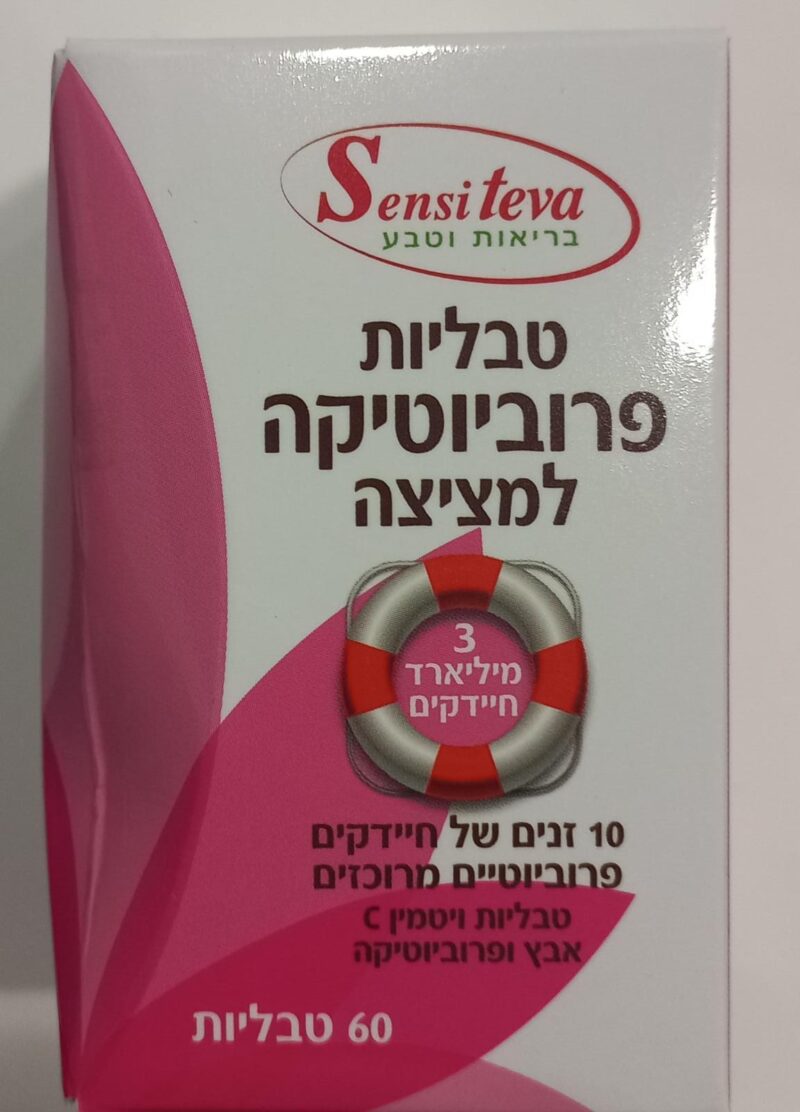 Sensi teva
בריאות וטבע
טבליות
פרוביוטיקה
למציצה
3
מיליארד
חיידקים
10 זנים של חיידקים
פרוביוטיים מרוכזים
טבליות ויטמין C
אבץ ופרוביוטיקה
60 טבליות